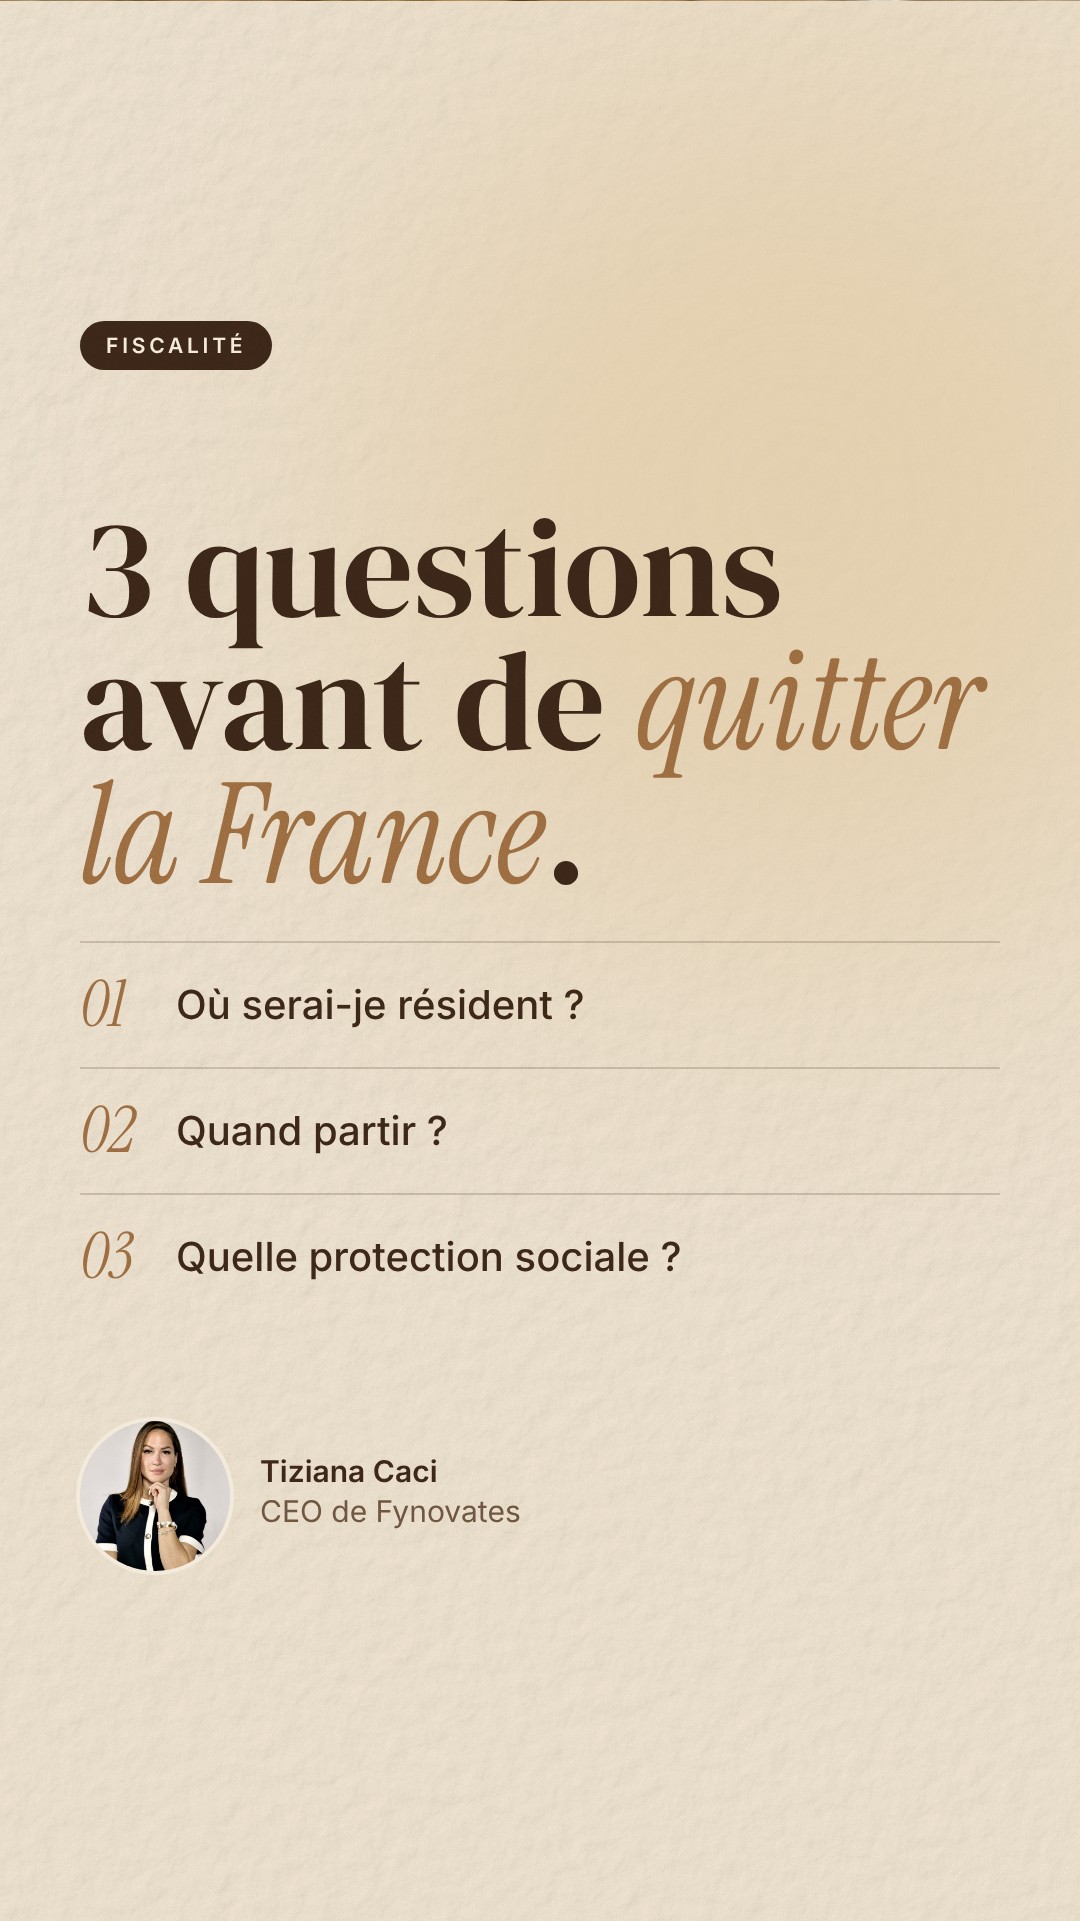 FISCALITÉ
3 questions
avant de quitter
la France.
01 Où serai-je résident ?
02 Quand partir ?
03 Quelle protection sociale ?
Tiziana Caci
CEO de Fynovates